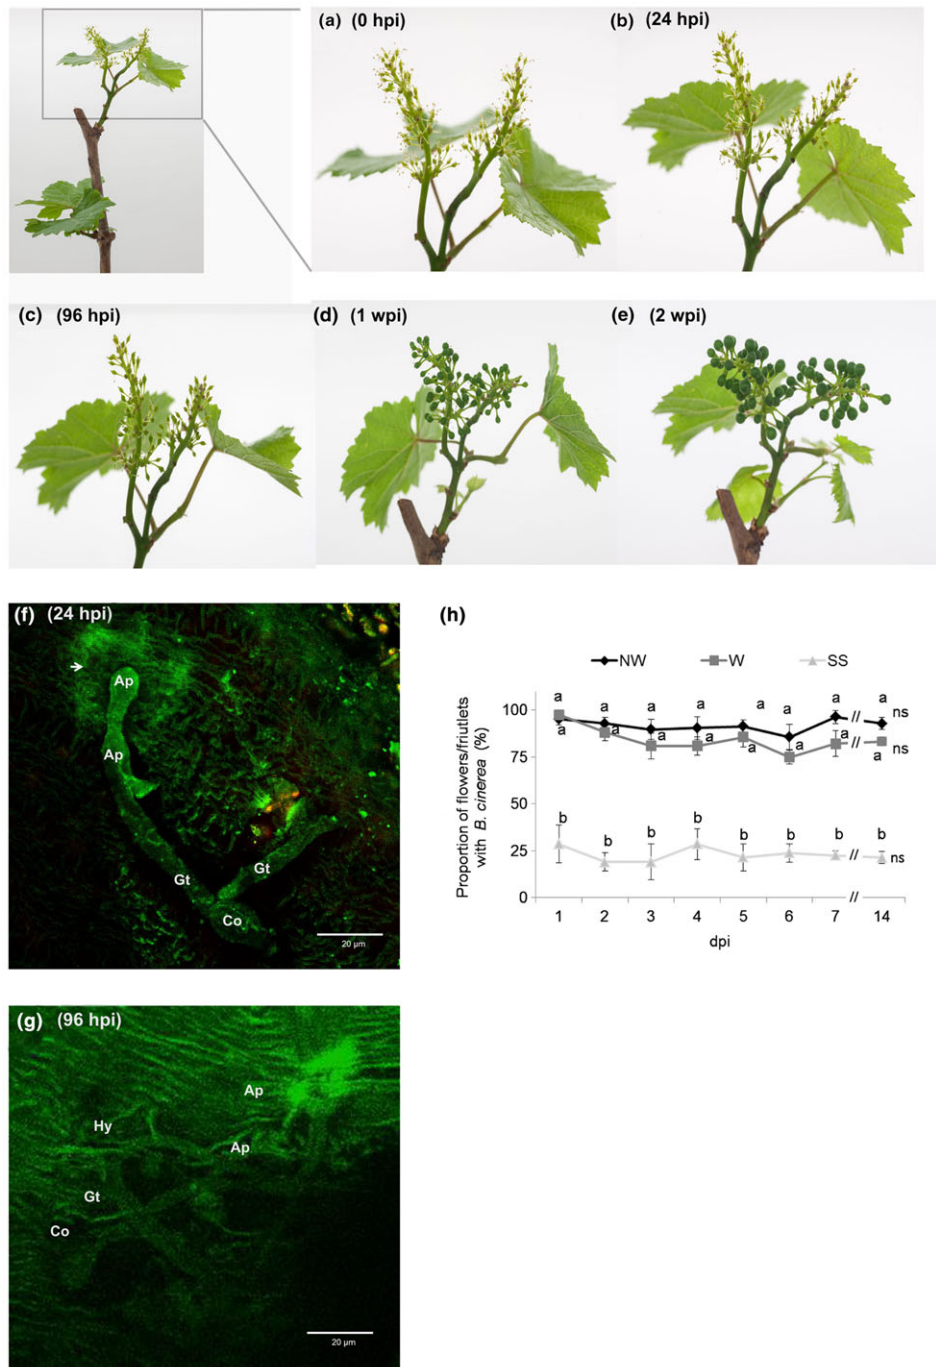 (a) (0 hpi)
(b) (24 hpi)
(c) (96 hpi)
(d) (1 wpi)
(e) (2 wpi)
(f) (24 hpi)
Ap
Ap
Gt
Gt
Co
20 µm
(g) (96 hpi)
Ap
Hy
Ap
Gt
Co
20 µm
(h)
NW W SS
Proportion of flowers/friutlets
with B. cinerea (%)
100
75
50
25
0
a a a a a a a a ns
a a a a a a a a ns
b b b b b b b b ns
// // // //
1 2 3 4 5 6 7 14
dpi